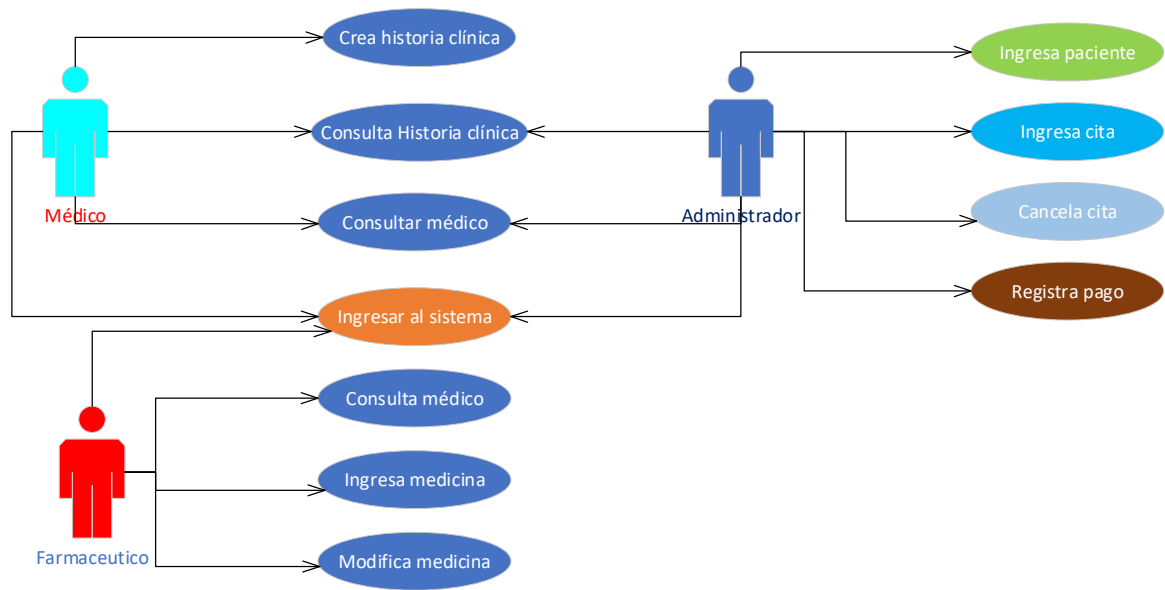 Crea historia clínica
Ingresa paciente
Consulta Historia clínica
Ingresa cita
Médico
Consultar médico
Administrador
Cancela cita
Registra pago
Ingresar al sistema
Consulta médico
Ingresa medicina
Farmaceutico
Modifica medicina